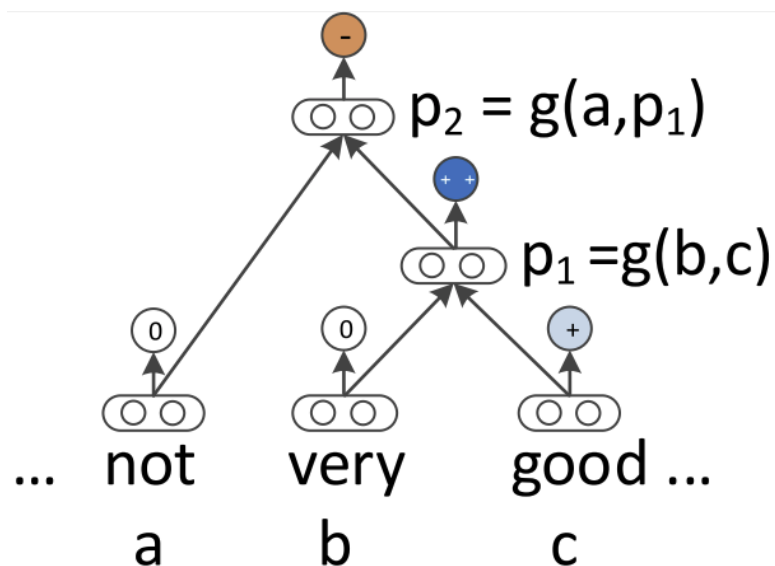 -
p₂ = g(a,p₁)
+ +
p₁ =g(b,c)
0 0 +
... not very good ...
a b c